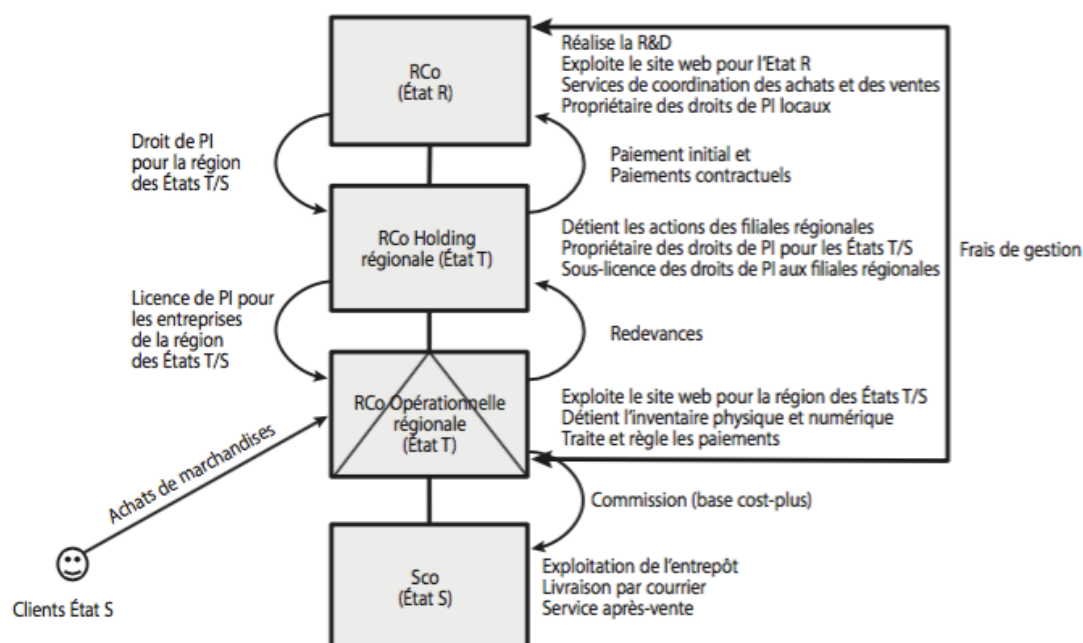 RCo
(État R)
Réalise la R&D
Exploite le site web pour l'Etat R
Services de coordination des achats et des ventes
Propriétaire des droits de PI locaux
Droit de PI
pour la région
des États T/S
Paiement initial et
Paiements contractuels
RCo Holding
régionale (État T)
Détient les actions des filiales régionales
Propriétaire des droits de PI pour les États T/S
Sous-licence des droits de PI aux filiales régionales
Frais de gestion
Licence de PI pour
les entreprises
de la région
des États T/S
Redevances
RCo Opérationnelle
régionale
(État T)
Exploite le site web pour la région des États T/S
Détient l'inventaire physique et numérique
Traite et règle les paiements
Achats de marchandises
Commission (base cost-plus)
Clients État S
Sco
(État S)
Exploitation de l'entrepôt
Livraison par courrier
Service après-vente